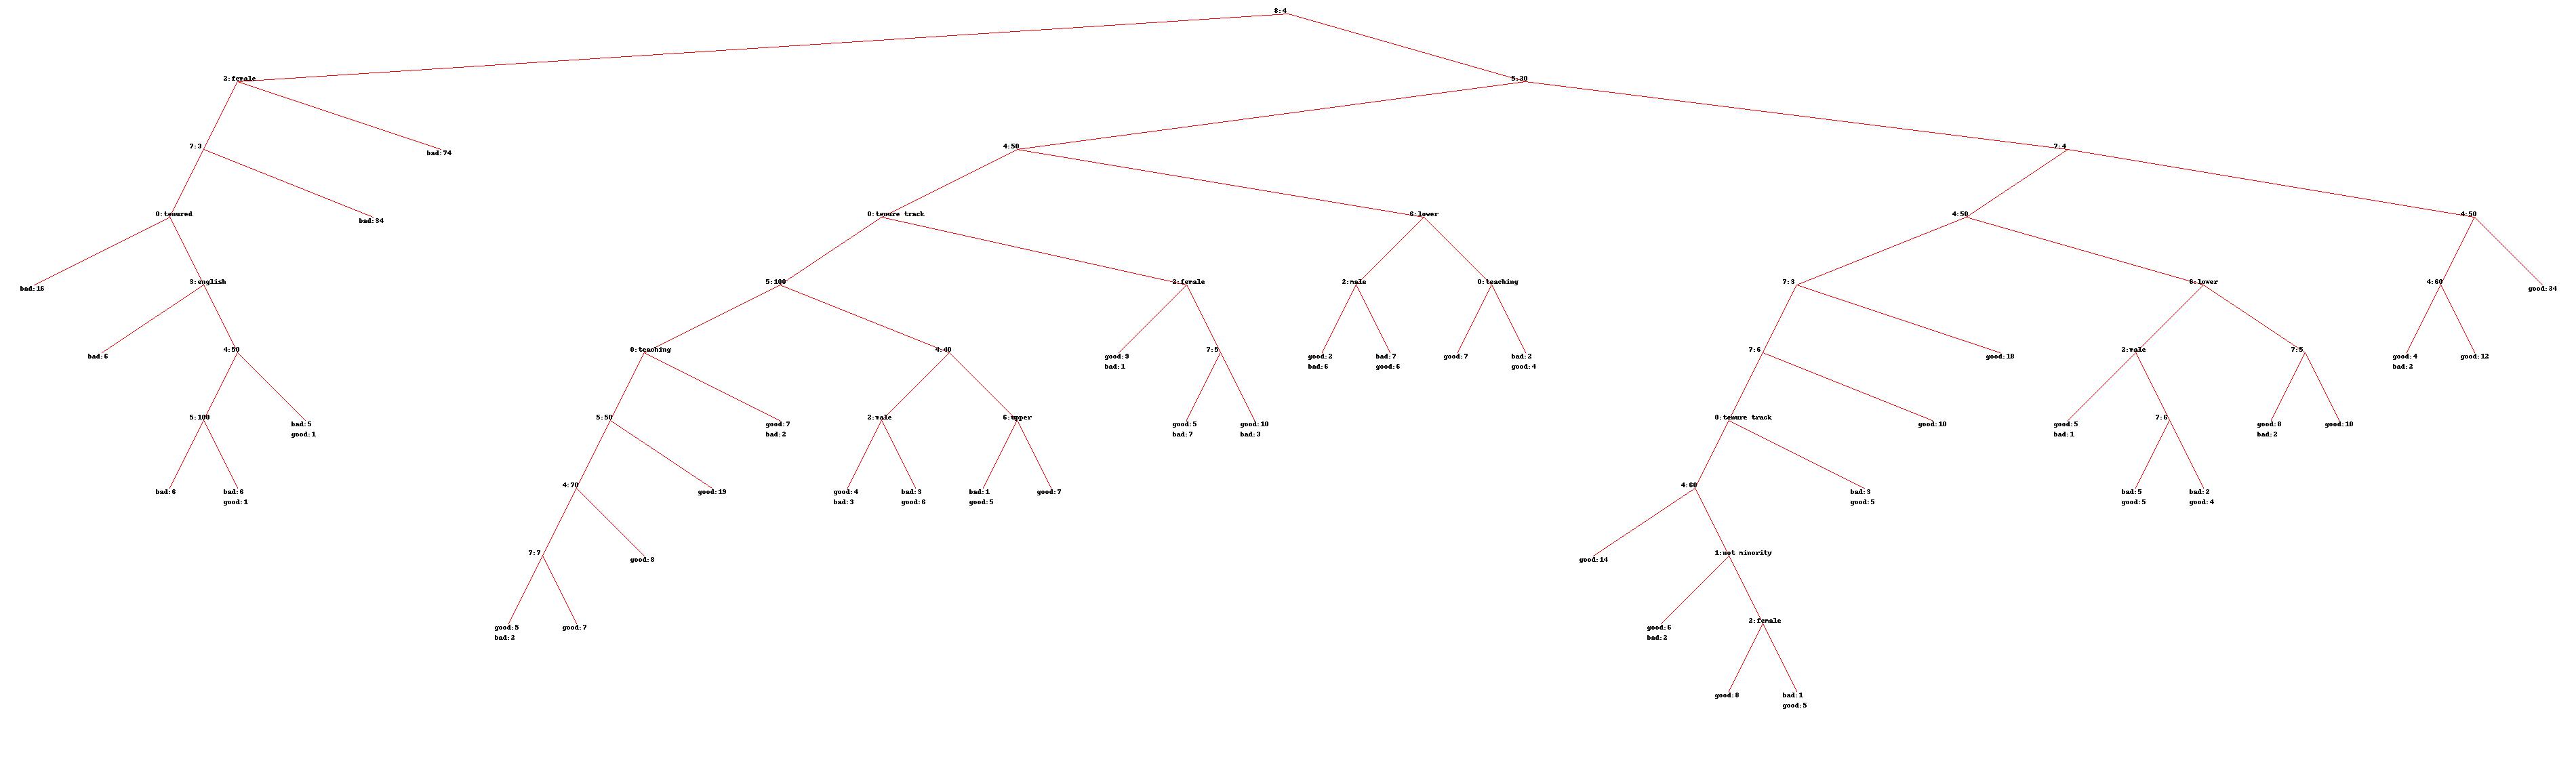 8:4
2:female
5:30
7:3
bad:74
4:50
7:4
0:tenured
bad:34
0:tenure track
6:lower
4:50
4:50
bad:16
3:english
5:100
2:female
2:male
0:teaching
7:3
6:lower
4:60
good:34
bad:6
4:50
0:teaching
4:40
good:9
bad:1
7:5
good:2
bad:6
bad:7
good:6
good:7
bad:2
good:4
7:6
good:18
2:male
7:5
good:4
bad:2
good:12
5:100
bad:5
good:1
5:50
good:7
bad:2
2:male
6:upper
good:5
bad:7
good:10
bad:3
0:tenure track
good:10
good:5
bad:1
7:6
good:8
bad:2
good:10
bad:6
bad:6
good:1
4:70
good:19
good:4
bad:3
bad:3
good:6
bad:1
good:5
good:7
4:60
bad:3
good:5
bad:5
good:5
bad:2
good:4
7:7
good:8
good:14
1:not minority
good:5
bad:2
good:7
good:6
bad:2
2:female
good:8
bad:1
good:5